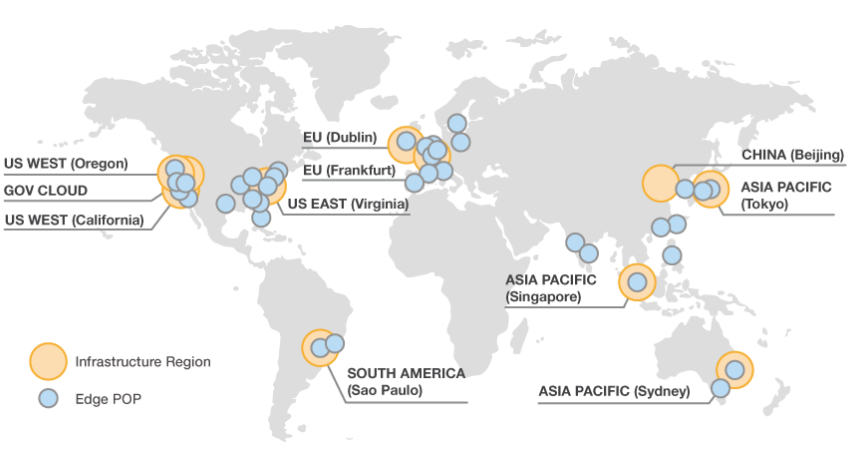 US WEST (Oregon)
GOV CLOUD
US WEST (California)
EU (Dublin)
EU (Frankfurt)
US EAST (Virginia)
CHINA (Beijing)
ASIA PACIFIC
(Tokyo)
ASIA PACIFIC
(Singapore)
SOUTH AMERICA
(Sao Paulo)
ASIA PACIFIC (Sydney)
Infrastructure Region
Edge POP